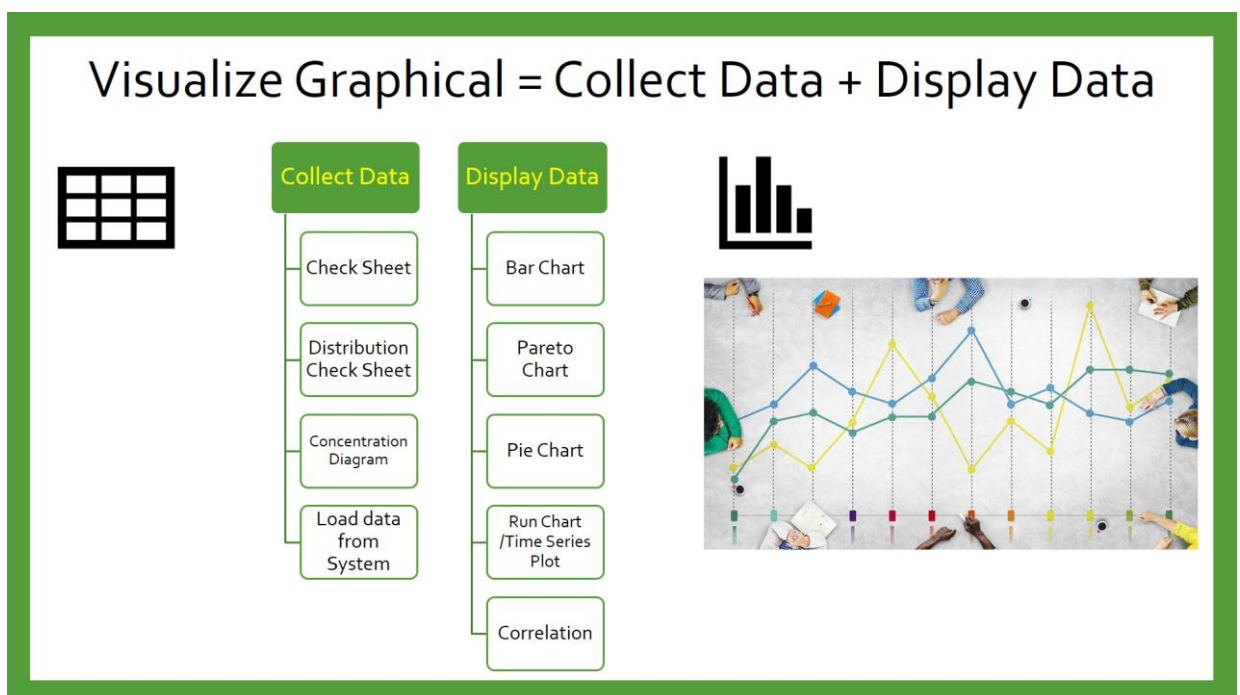 Visualize Graphical = Collect Data + Display Data
Collect Data
Check Sheet
Distribution
Check Sheet
Concentration
Diagram
Load data
from
System
Display Data
Bar Chart
Pareto
Chart
Pie Chart
Run Chart
/Time Series
Plot
Correlation